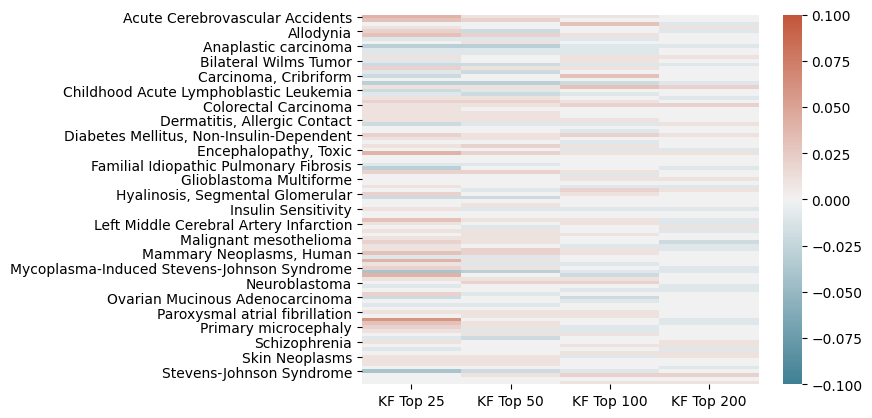 Acute Cerebrovascular Accidents
Allodynia
Anaplastic carcinoma
Bilateral Wilms Tumor
Carcinoma, Cribriform
Childhood Acute Lymphoblastic Leukemia
Colorectal Carcinoma
Dermatitis, Allergic Contact
Diabetes Mellitus, Non-Insulin-Dependent
Encephalopathy, Toxic
Familial Idiopathic Pulmonary Fibrosis
Glioblastoma Multiforme
Hyalinosis, Segmental Glomerular
Insulin Sensitivity
Left Middle Cerebral Artery Infarction
Malignant mesothelioma
Mammary Neoplasms, Human
Mycoplasma-Induced Stevens-Johnson Syndrome
Neuroblastoma
Ovarian Mucinous Adenocarcinoma
Paroxysmal atrial fibrillation
Primary microcephaly
Schizophrenia
Skin Neoplasms
Stevens-Johnson Syndrome
KF Top 25 KF Top 50 KF Top 100 KF Top 200
0.100
0.075
0.050
0.025
0.000
−0.025
−0.050
−0.075
−0.100